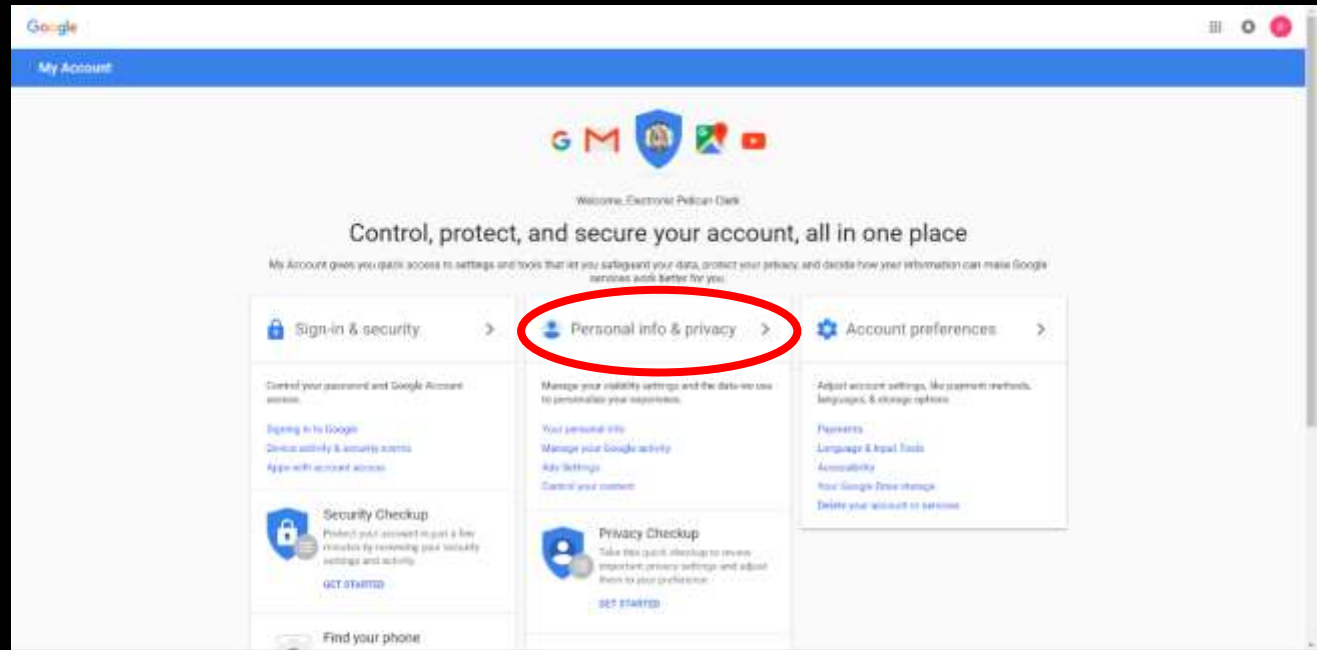 Google
My Account
Welcome, Electronic Pelican Clerk
Control, protect, and secure your account, all in one place
My Account gives you quick access to settings and tools that let you safeguard your data, protect your privacy, and decide how your information can make Google
services work better for you.
Sign-in & security
Control your password and Google Account
access.
Signing in to Google
Device activity & security events
Apps with account access
Security Checkup
Protect your account in just a few
minutes by reviewing your security
settings and activity
GET STARTED
Find your phone
Personal info & privacy
Manage your visibility settings and the data we use
to personalize your experience.
Your personal info
Manage your Google activity
Ads Settings
Control your content
Privacy Checkup
Take this quick checkup to review
important privacy settings and adjust
them to your preference
GET STARTED
Account preferences
Adjust account settings, like payment methods,
languages, & storage options
Payments
Language & Input Tools
Accessibility
Your Google Drive storage
Delete your account or services